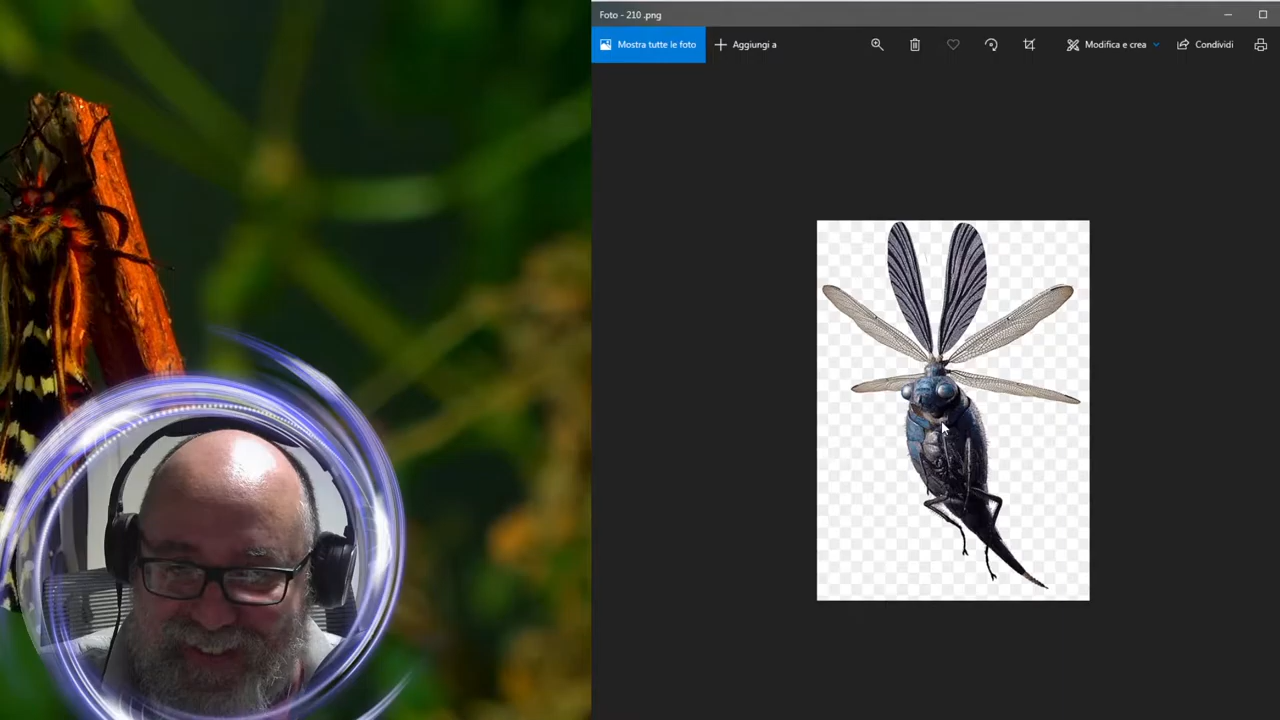 Foto - 210 .png
Mostra tutte le foto
Aggiungi a
Modifica e crea
Condividi